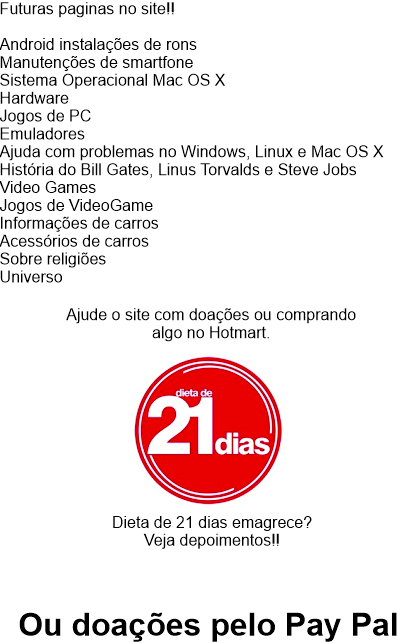 Futuras paginas no site!!
Android instalações de rons
Manutenções de smartfone
Sistema Operacional Mac OS X
Hardware
Jogos de PC
Emuladores
Ajuda com problemas no Windows, Linux e Mac OS X
História do Bill Gates, Linus Torvalds e Steve Jobs
Video Games
Jogos de VideoGame
Informações de carros
Acessórios de carros
Sobre religiões
Universo
Ajude o site com doações ou comprando
algo no Hotmart.
dieta de
21 dias
Dieta de 21 dias emagrece?
Veja depoimentos!!
Ou doações pelo Pay Pal